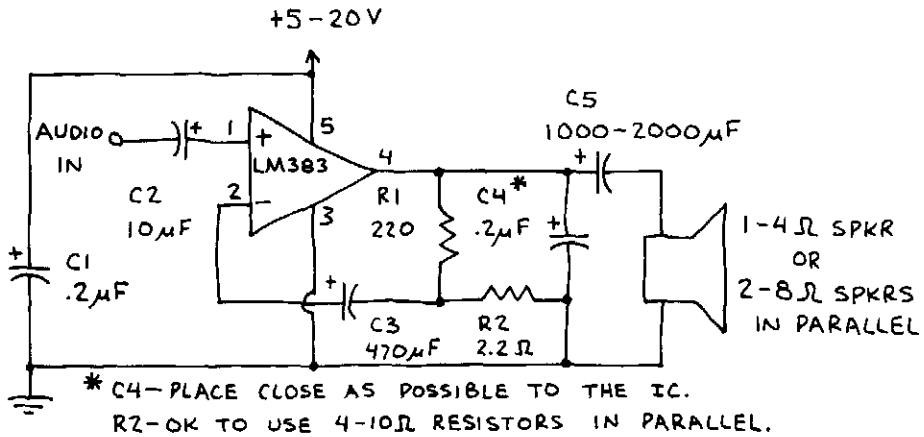 +5-20V
C5
1000-2000µF
AUDIO IN
+
1
+
5
LM383
4
+
2
-
3
C2
10µF
R1
220
C4*
.2µF
+
1-4Ω SPKR
OR
2-8Ω SPKRS
IN PARALLEL
+
C1
.2µF
+
C3
470µF
R2
2.2Ω
* C4-PLACE CLOSE AS POSSIBLE TO THE IC.
R2-OK TO USE 4-10Ω RESISTORS IN PARALLEL.